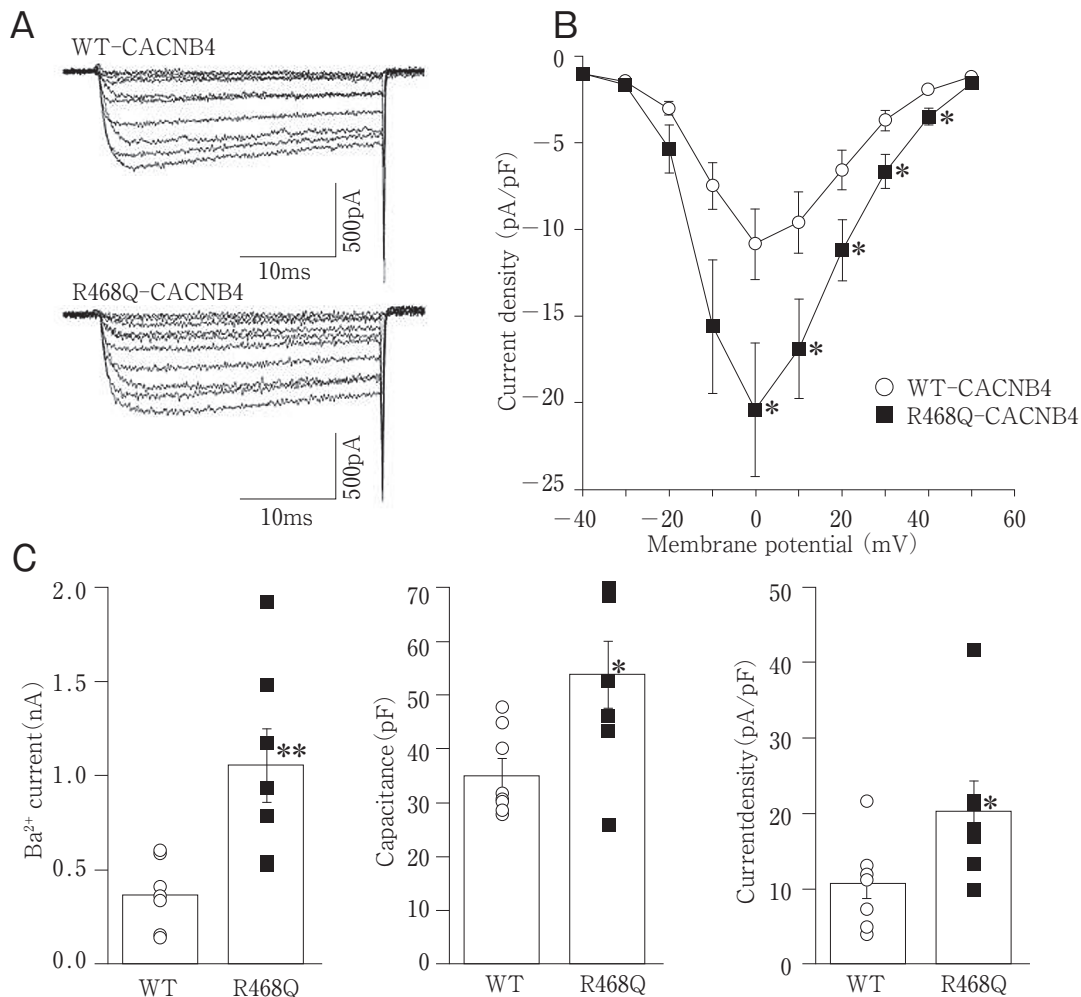 A
WT-CACNB4
500pA
10ms
R468Q-CACNB4
500pA
10ms
B
0
−5
−10
−15
−20
−25
Current density (pA/pF)
*
*
*
*
*
WT-CACNB4
R468Q-CACNB4
−40
−20
0
20
40
60
Membrane potential (mV)
C
2.0
1.5
1.0
0.5
0.0
Ba²⁺ current(nA)
**
WT
R468Q
70
60
50
40
30
20
10
0
Capacitance(pF)
*
WT
R468Q
50
40
30
20
10
0
Currentdensity(pA/pF)
*
WT
R468Q